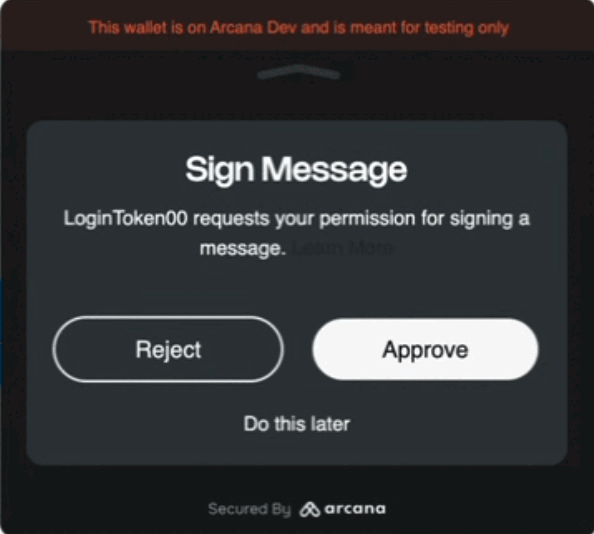 This wallet is on Arcana Dev and is meant for testing only
Sign Message
LoginToken00 requests your permission for signing a
message. Learn More
Reject
Approve
Do this later
Secured By arcana